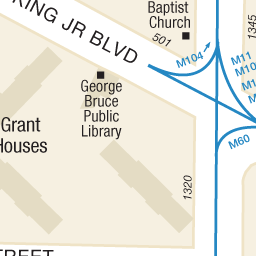 KING JR BLVD
Baptist
Church
501
1345
M104
M11
M10
George
Bruce
Public
Library
Grant
Houses
M60
1320
STREET